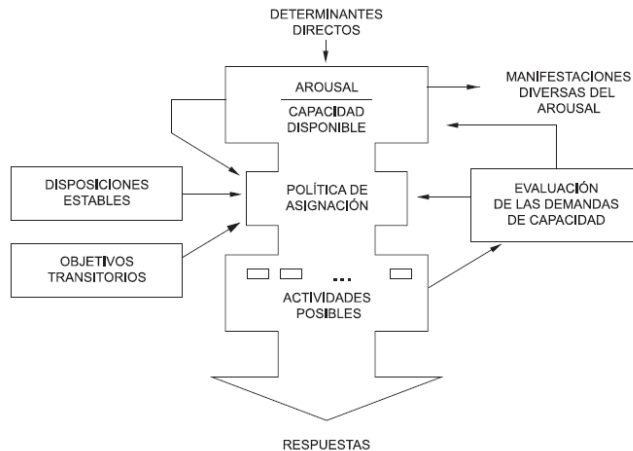 DETERMINANTES
DIRECTOS
AROUSAL
CAPACIDAD
DISPONIBLE
MANIFESTACIONES
DIVERSAS DEL
AROUSAL
DISPOSICIONES
ESTABLES
POLÍTICA DE
ASIGNACIÓN
EVALUACIÓN
DE LAS DEMANDAS
DE CAPACIDAD
OBJETIVOS
TRANSITORIOS
...
ACTIVIDADES
POSIBLES
RESPUESTAS